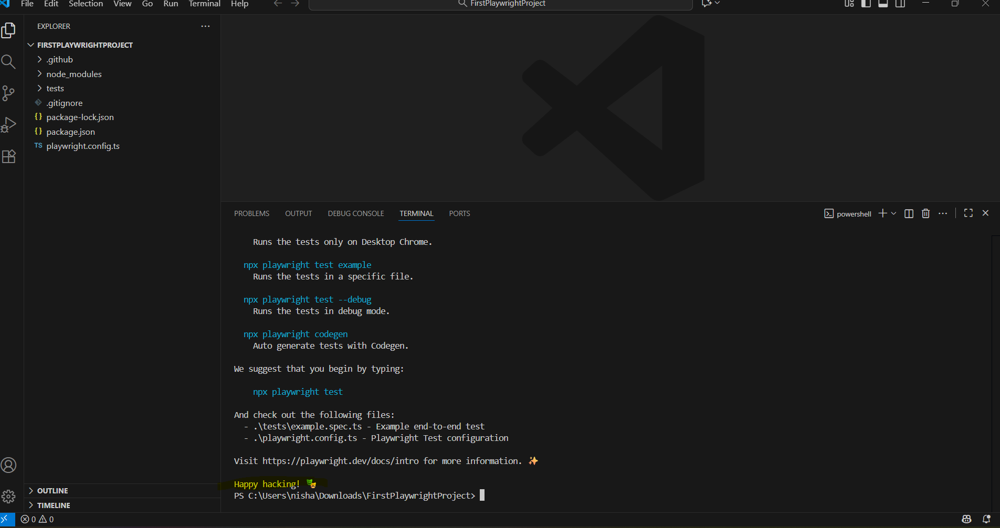 File Edit Selection View Go Run Terminal Help
FirstPlaywrightProject
EXPLORER
FIRSTPLAYWRIGHTPROJECT
.github
node_modules
tests
.gitignore
{} package-lock.json
{} package.json
TS playwright.config.ts
OUTLINE
TIMELINE
PROBLEMS OUTPUT DEBUG CONSOLE TERMINAL PORTS
powershell
Runs the tests only on Desktop Chrome.
npx playwright test example
Runs the tests in a specific file.
npx playwright test --debug
Runs the tests in debug mode.
npx playwright codegen
Auto generate tests with Codegen.
We suggest that you begin by typing:
npx playwright test
And check out the following files:
- .\tests\example.spec.ts - Example end-to-end test
- .\playwright.config.ts - Playwright Test configuration
Visit https://playwright.dev/docs/intro for more information. ✨
Happy hacking! 🎭
PS C:\Users\nisha\Downloads\FirstPlaywrightProject>
0 0